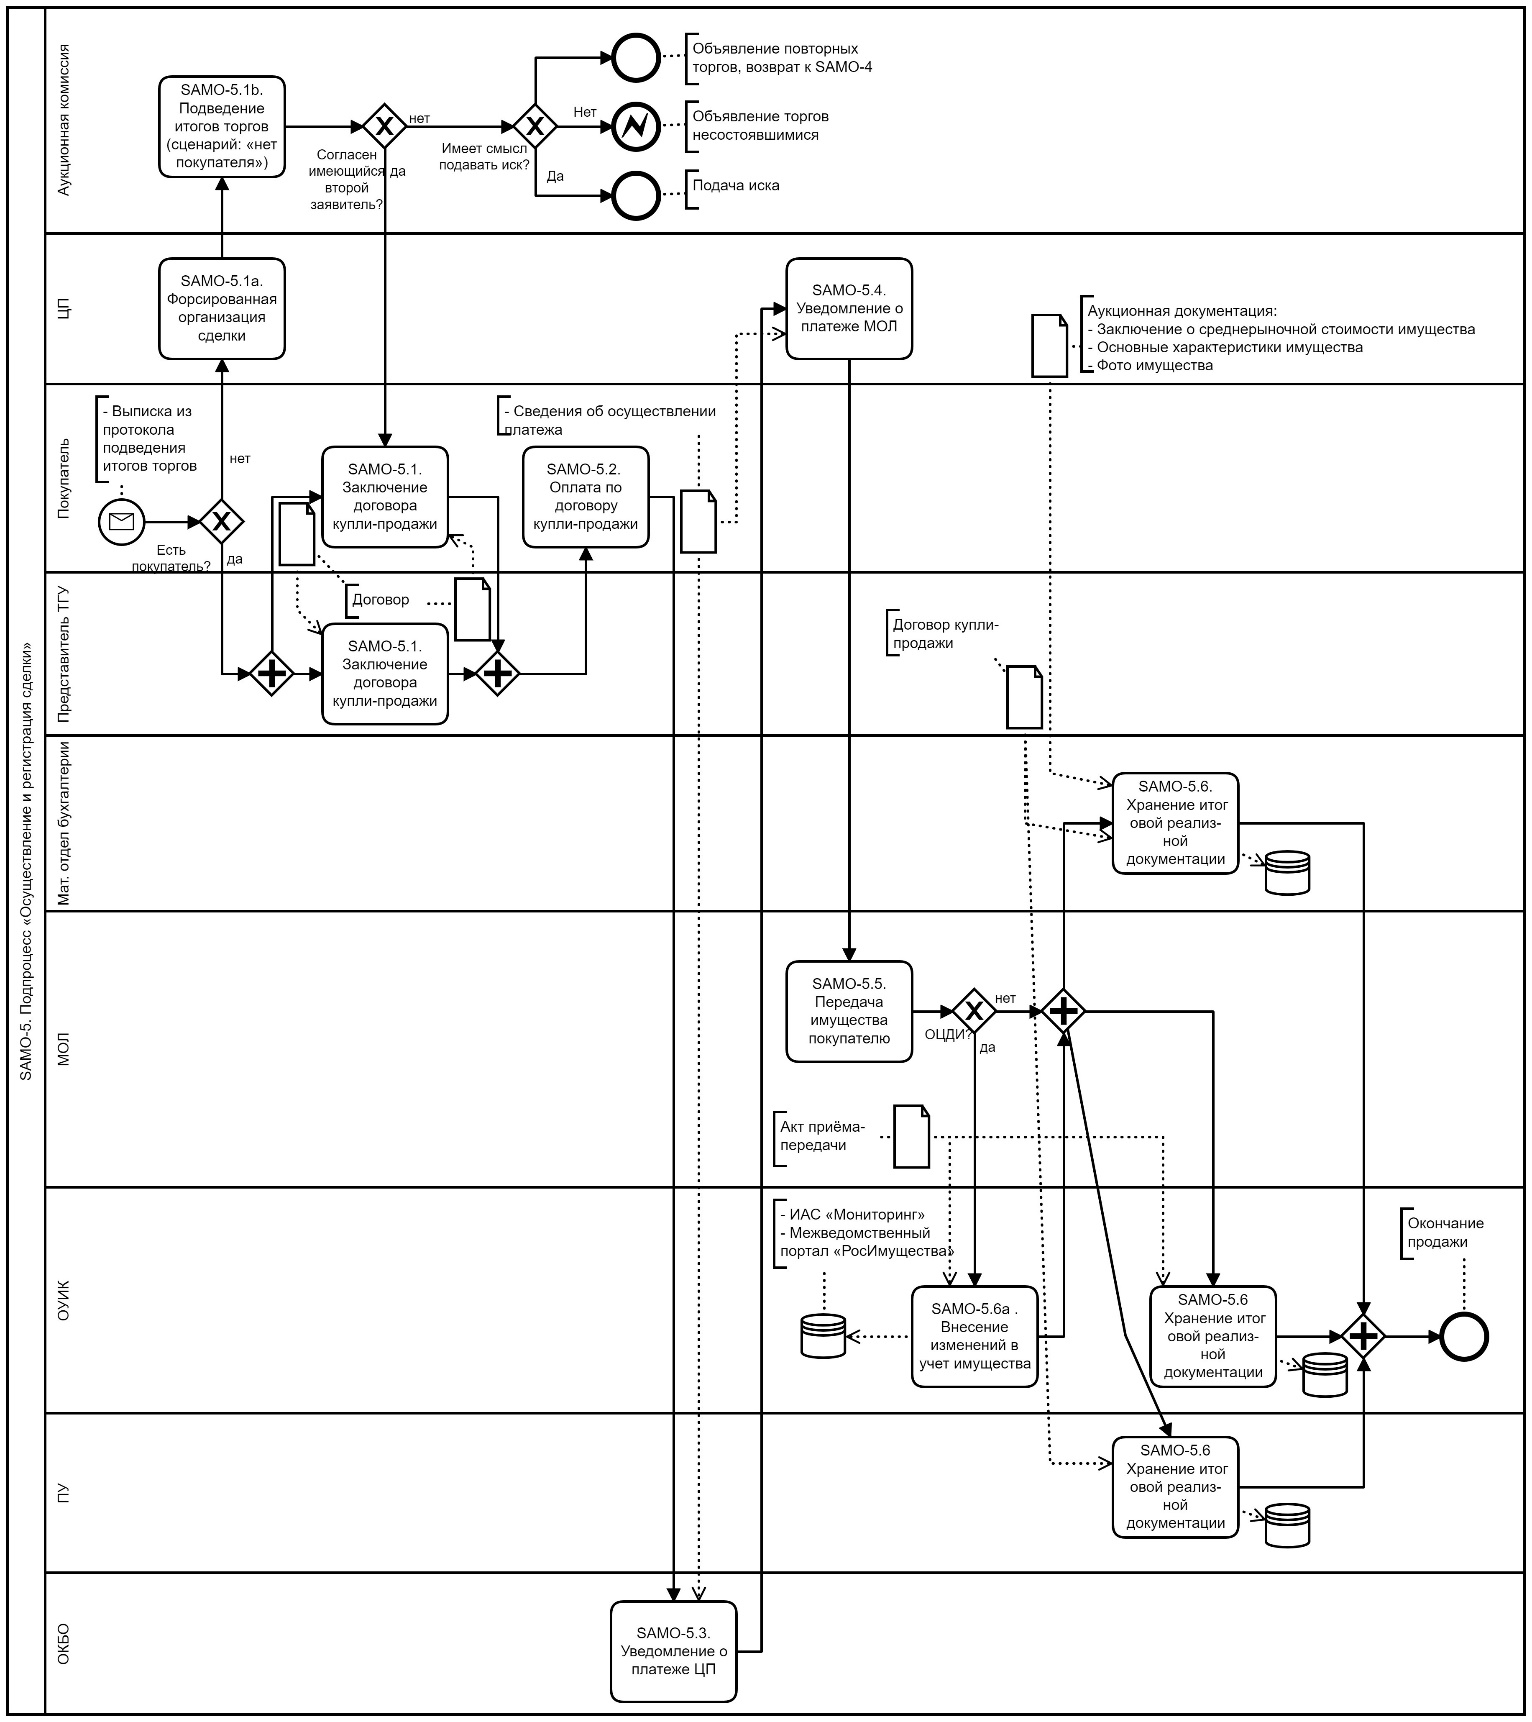 SAMO-5. Подпроцесс «Осуществление и регистрация сделки»
Аукционная комиссия
SAMO-5.1b.
Подведение
итогов торгов
(сценарий: «нет
покупателя»)
Согласен
имеющийся
второй
заявитель?
да
нет
Имеет смысл
подавать иск?
Нет
Да
Объявление повторных
торгов, возврат к SAMO-4
Объявление торгов
несостоявшимися
Подача иска
ЦП
SAMO-5.1a.
Форсированная
организация
сделки
SAMO-5.4.
Уведомление о
платеже МОЛ
Аукционная документация:
- Заключение о среднерыночной стоимости имущества
- Основные характеристики имущества
- Фото имущества
Покупатель
- Выписка из
протокола
подведения
итогов торгов
нет
Есть
покупатель?
да
SAMO-5.1.
Заключение
договора
купли-продажи
- Сведения об осуществлении
платежа
SAMO-5.2.
Оплата по
договору
купли-продажи
Представитель ТГУ
Договор
SAMO-5.1.
Заключение
договора
купли-продажи
Договор купли-
продажи
Мат. отдел бухгалтерии
SAMO-5.6.
Хранение итог
овой реализ-
ной
документации
МОЛ
SAMO-5.5.
Передача
имущества
покупателю
ОЦДИ?
нет
да
Акт приёма-
передачи
ОУИК
- ИАС «Мониторинг»
- Межведомственный
портал «РосИмущества»
SAMO-5.6a .
Внесение
изменений в
учет имущества
SAMO-5.6
Хранение итог
овой реализ-
ной
документации
Окончание
продажи
ПУ
SAMO-5.6
Хранение итог
овой реализ-
ной
документации
ОКБО
SAMO-5.3.
Уведомление о
платеже ЦП